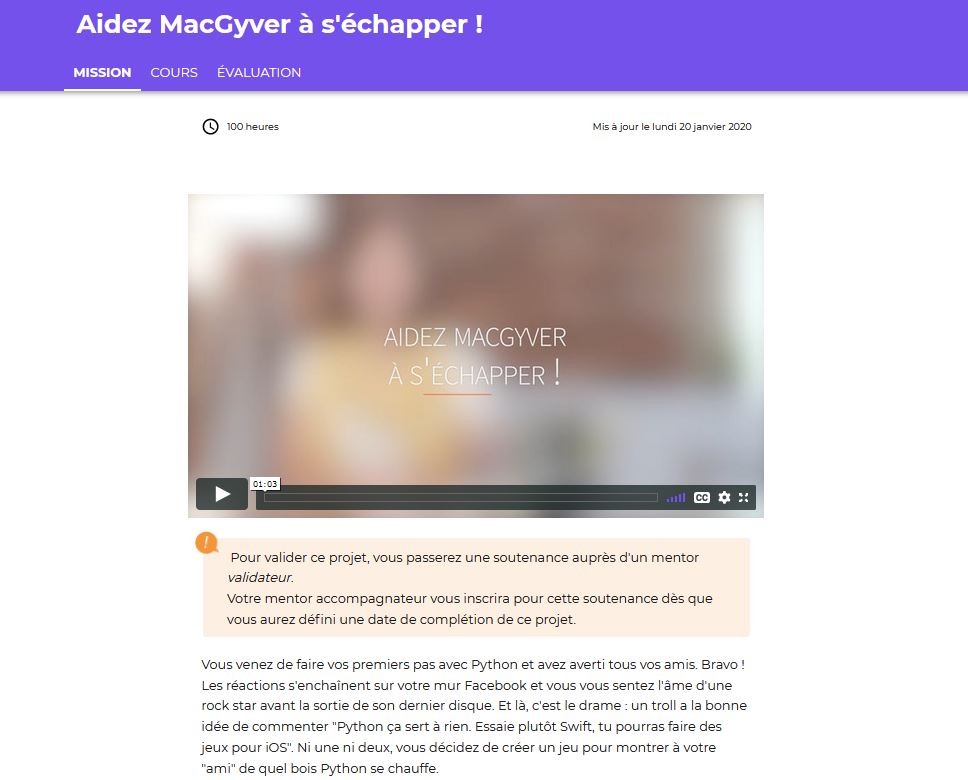 Aidez MacGyver à s'échapper !
MISSION COURS ÉVALUATION
100 heures Mis à jour le lundi 20 janvier 2020
AIDEZ MACGYVER
À S'ÉCHAPPER !
01:03
CC
Pour valider ce projet, vous passerez une soutenance auprès d'un mentor
validateur.
Votre mentor accompagnateur vous inscrira pour cette soutenance dès que
vous aurez défini une date de complétion de ce projet.
Vous venez de faire vos premiers pas avec Python et avez averti tous vos amis. Bravo !
Les réactions s'enchaînent sur votre mur Facebook et vous vous sentez l'âme d'une
rock star avant la sortie de son dernier disque. Et là, c'est le drame : un troll a la bonne
idée de commenter "Python ça sert à rien. Essaie plutôt Swift, tu pourras faire des
jeux pour iOS". Ni une ni deux, vous décidez de créer un jeu pour montrer à votre
"ami" de quel bois Python se chauffe.